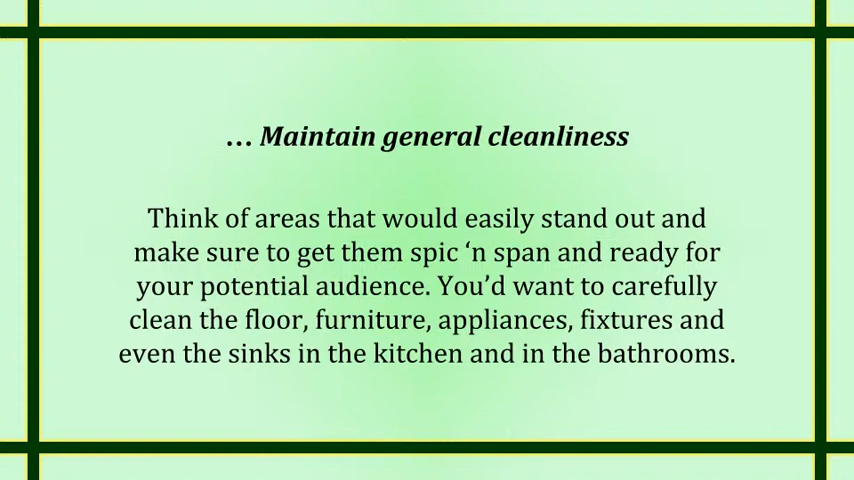 … Maintain general cleanliness
Think of areas that would easily stand out and
make sure to get them spic ‘n span and ready for
your potential audience. You’d want to carefully
clean the floor, furniture, appliances, fixtures and
even the sinks in the kitchen and in the bathrooms.